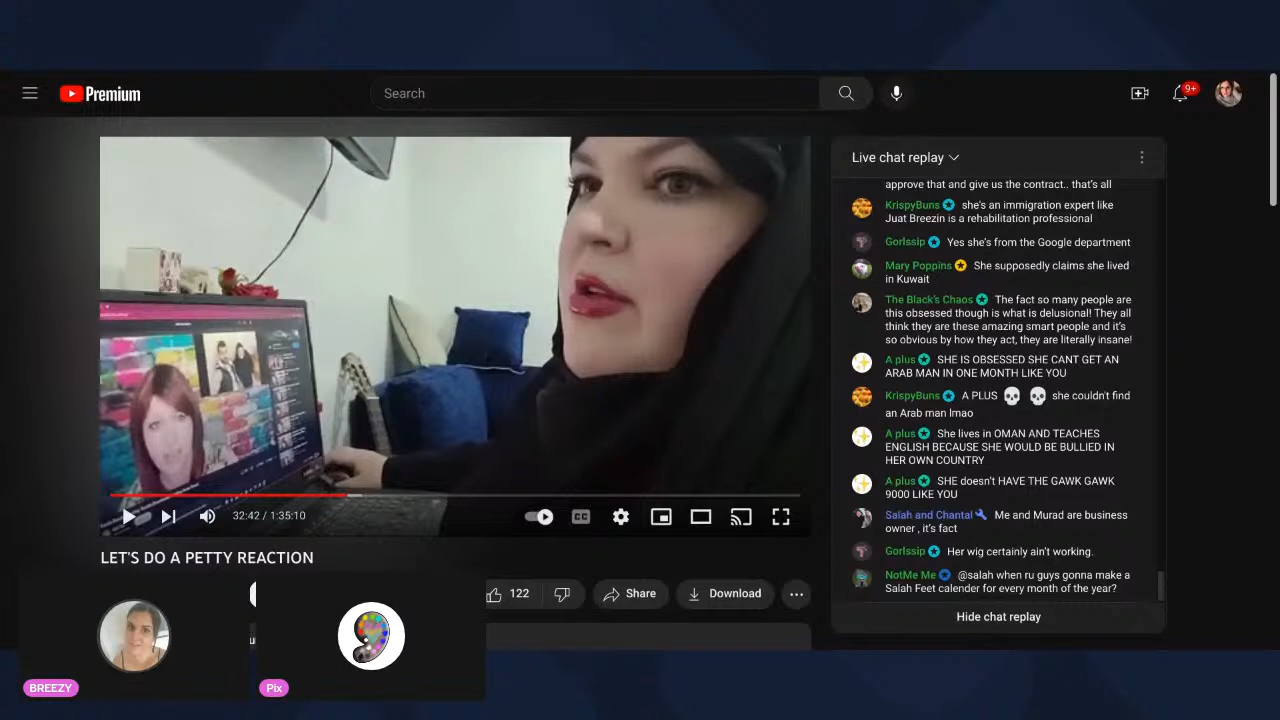 Premium
Search
9+
Live chat replay
approve that and give us the contract.. that's all
KrispyBuns she's an immigration expert like
Juat Breezin is a rehabilitation professional
Gorlssip Yes she's from the Google department
Mary Poppins She supposedly claims she lived
in Kuwait
The Black's Chaos The fact so many people are
this obsessed though is what is delusional! They all
think they are these amazing smart people and it's
so obvious by how they act, they are literally insane!
A plus SHE IS OBSESSED SHE CANT GET AN
ARAB MAN IN ONE MONTH LIKE YOU
KrispyBuns A PLUS 💀 💀 she couldn't find
an Arab man lmao
A plus She lives in OMAN AND TEACHES
ENGLISH BECAUSE SHE WOULD BE BULLIED IN
HER OWN COUNTRY
A plus SHE doesn't HAVE THE GAWK GAWK
9000 LIKE YOU
Salah and Chantal Me and Murad are business
owner , it's fact
Gorlssip Her wig certainly ain't working.
NotMe Me @salah when ru guys gonna make a
Salah Feet calender for every month of the year?
Hide chat replay
32:42 / 1:35:10
CC
LET'S DO A PETTY REACTION
122
Share
Download
BREEZY
Pix